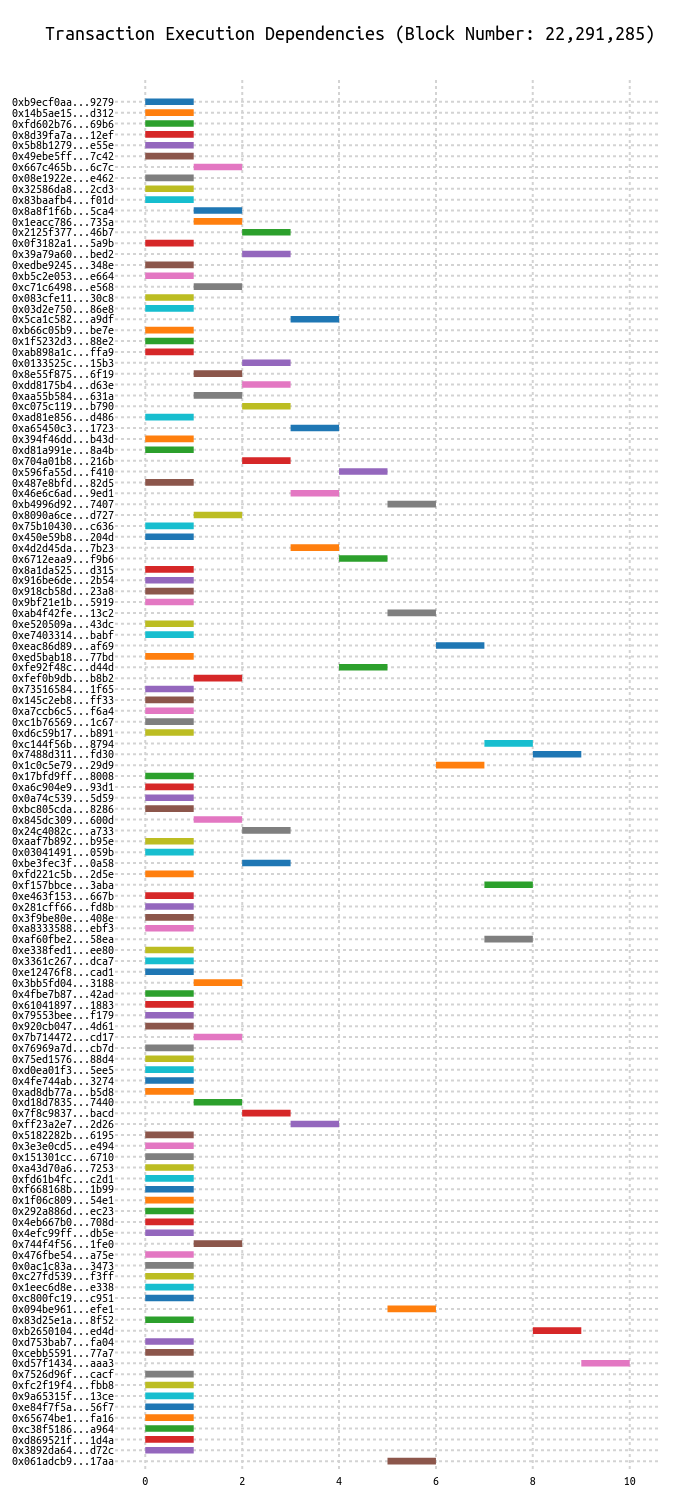 Transaction Execution Dependencies (Block Number: 22,291,285)
0xb9ecf0aa...9279
0x14b5ae15...d312
0xfd602b76...69b6
0x8d39fa7a...12ef
0x5b8b1279...e55e
0x49ebe5ff...7c42
0x667c465b...6c7c
0x08e1922e...e462
0x32586da8...2cd3
0x83baafb4...f01d
0x8a8f1f6b...5ca4
0x1eacc786...735a
0x2125f377...46b7
0x0f3182a1...5a9b
0x39a79a60...bed2
0xedbe9245...348e
0xb5c2e053...e664
0xc71c6498...e568
0x083cfe11...30c8
0x03d2e750...86e8
0x5ca1c582...a9df
0xb66c05b9...be7e
0x1f5232d3...88e2
0xab898a1c...ffa9
0x0133525c...15b3
0x8e55f875...6f19
0xdd8175b4...d63e
0xaa55b584...631a
0xc075c119...b790
0xad81e856...d486
0xa65450c3...1723
0x394f46dd...b43d
0xd81a991e...8a4b
0x704a01b8...216b
0x596fa55d...f410
0x487e8bfd...82d5
0x46e6c6ad...9ed1
0xb4996d92...7407
0x8090a6ce...d727
0x75b10430...c636
0x450e59b8...204d
0x4d2d45da...7b23
0x6712eaa9...f9b6
0x8a1da525...d315
0x916be6de...2b54
0x918cb58d...23a8
0x9bf21e1b...5919
0xab4f42fe...13c2
0xe520509a...43dc
0xe7403314...babf
0xeac86d89...af69
0xed5bab18...77bd
0xfe92f48c...d44d
0xfef0b9db...b8b2
0x73516584...1f65
0x145c2eb8...ff33
0xa7ccb6c5...f6a4
0xc1b76569...1c67
0xd6c59b17...b891
0xc144f56b...8794
0x7488d311...fd30
0x1c0c5e79...29d9
0x17bfd9ff...8008
0xa6c904e9...93d1
0x0a74c539...5d59
0xbc805cda...8286
0x845dc309...600d
0x24c4082c...a733
0xaaf7b892...b95e
0x03041491...059b
0xbe3fec3f...0a58
0xfd221c5b...2d5e
0xf157bbce...3aba
0xe463f153...667b
0x281cff66...fd8b
0x3f9be80e...408e
0xa8333588...ebf3
0xaf60fbe2...58ea
0xe338fed1...ee80
0x3361c267...dca7
0xe12476f8...cad1
0x3bb5fd04...3188
0x4fbe7b87...42ad
0x61041897...1883
0x79553bee...f179
0x920cb047...4d61
0x7b714472...cd17
0x76969a7d...cb7d
0x75ed1576...88d4
0xd0ea01f3...5ee5
0x4fe744ab...3274
0xad8db77a...b5d8
0xd18d7835...7440
0x7f8c9837...bacd
0xff23a2e7...2d26
0x5182282b...6195
0x3e3e0cd5...e494
0x151301cc...6710
0xa43d70a6...7253
0xfd61b4fc...c2d1
0xf668168b...1b99
0x1f06c809...54e1
0x292a886d...ec23
0x4eb667b0...708d
0x4efc99ff...db5e
0x744f4f56...1fe0
0x476fbe54...a75e
0x0ac1c83a...3473
0xc27fd539...f3ff
0x1eec6d8e...e338
0xc800fc19...c951
0x094be961...efe1
0x83d25e1a...8f52
0xb2650104...ed4d
0xd753bab7...fa04
0xcebb5591...77a7
0xd57f1434...aaa3
0x7526d96f...cacf
0xfc2f19f4...fbb8
0x9a65315f...13ce
0xe84f7f5a...56f7
0x65674be1...fa16
0xc38f5186...a964
0xd869521f...1d4a
0x3892da64...d72c
0x061adcb9...17aa
0 2 4 6 8 10